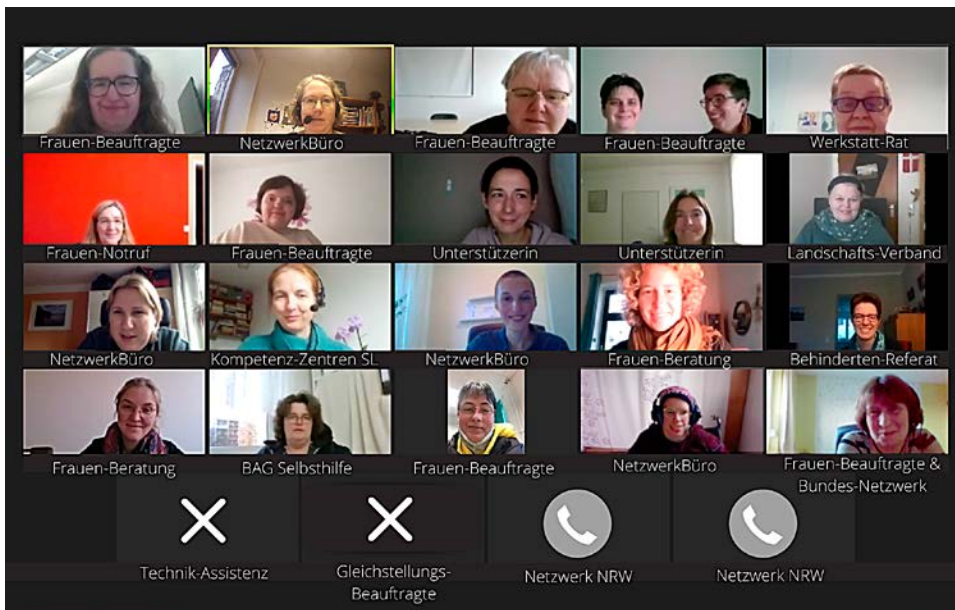 Frauen-Beauftragte
NetzwerkBüro
Frauen-Beauftragte
Frauen-Beauftragte
Werkstatt-Rat
Frauen-Notruf
Frauen-Beauftragte
Unterstützerin
Unterstützerin
Landschafts-Verband
NetzwerkBüro
Kompetenz-Zentren SL
NetzwerkBüro
Frauen-Beratung
Behinderten-Referat
Frauen-Beratung
BAG Selbsthilfe
Frauen-Beauftragte
NetzwerkBüro
Frauen-Beauftragte &
Bundes-Netzwerk
Technik-Assistenz
Gleichstellungs-
Beauftragte
Netzwerk NRW
Netzwerk NRW